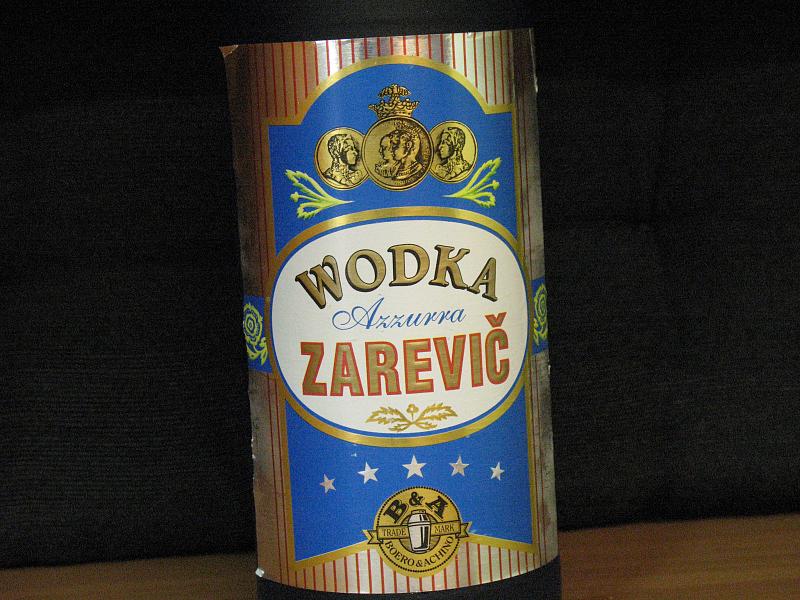 WODKA
Azzurra
ZAREVIČ
B & A
TRADE MARK
BOERO & ACHINO